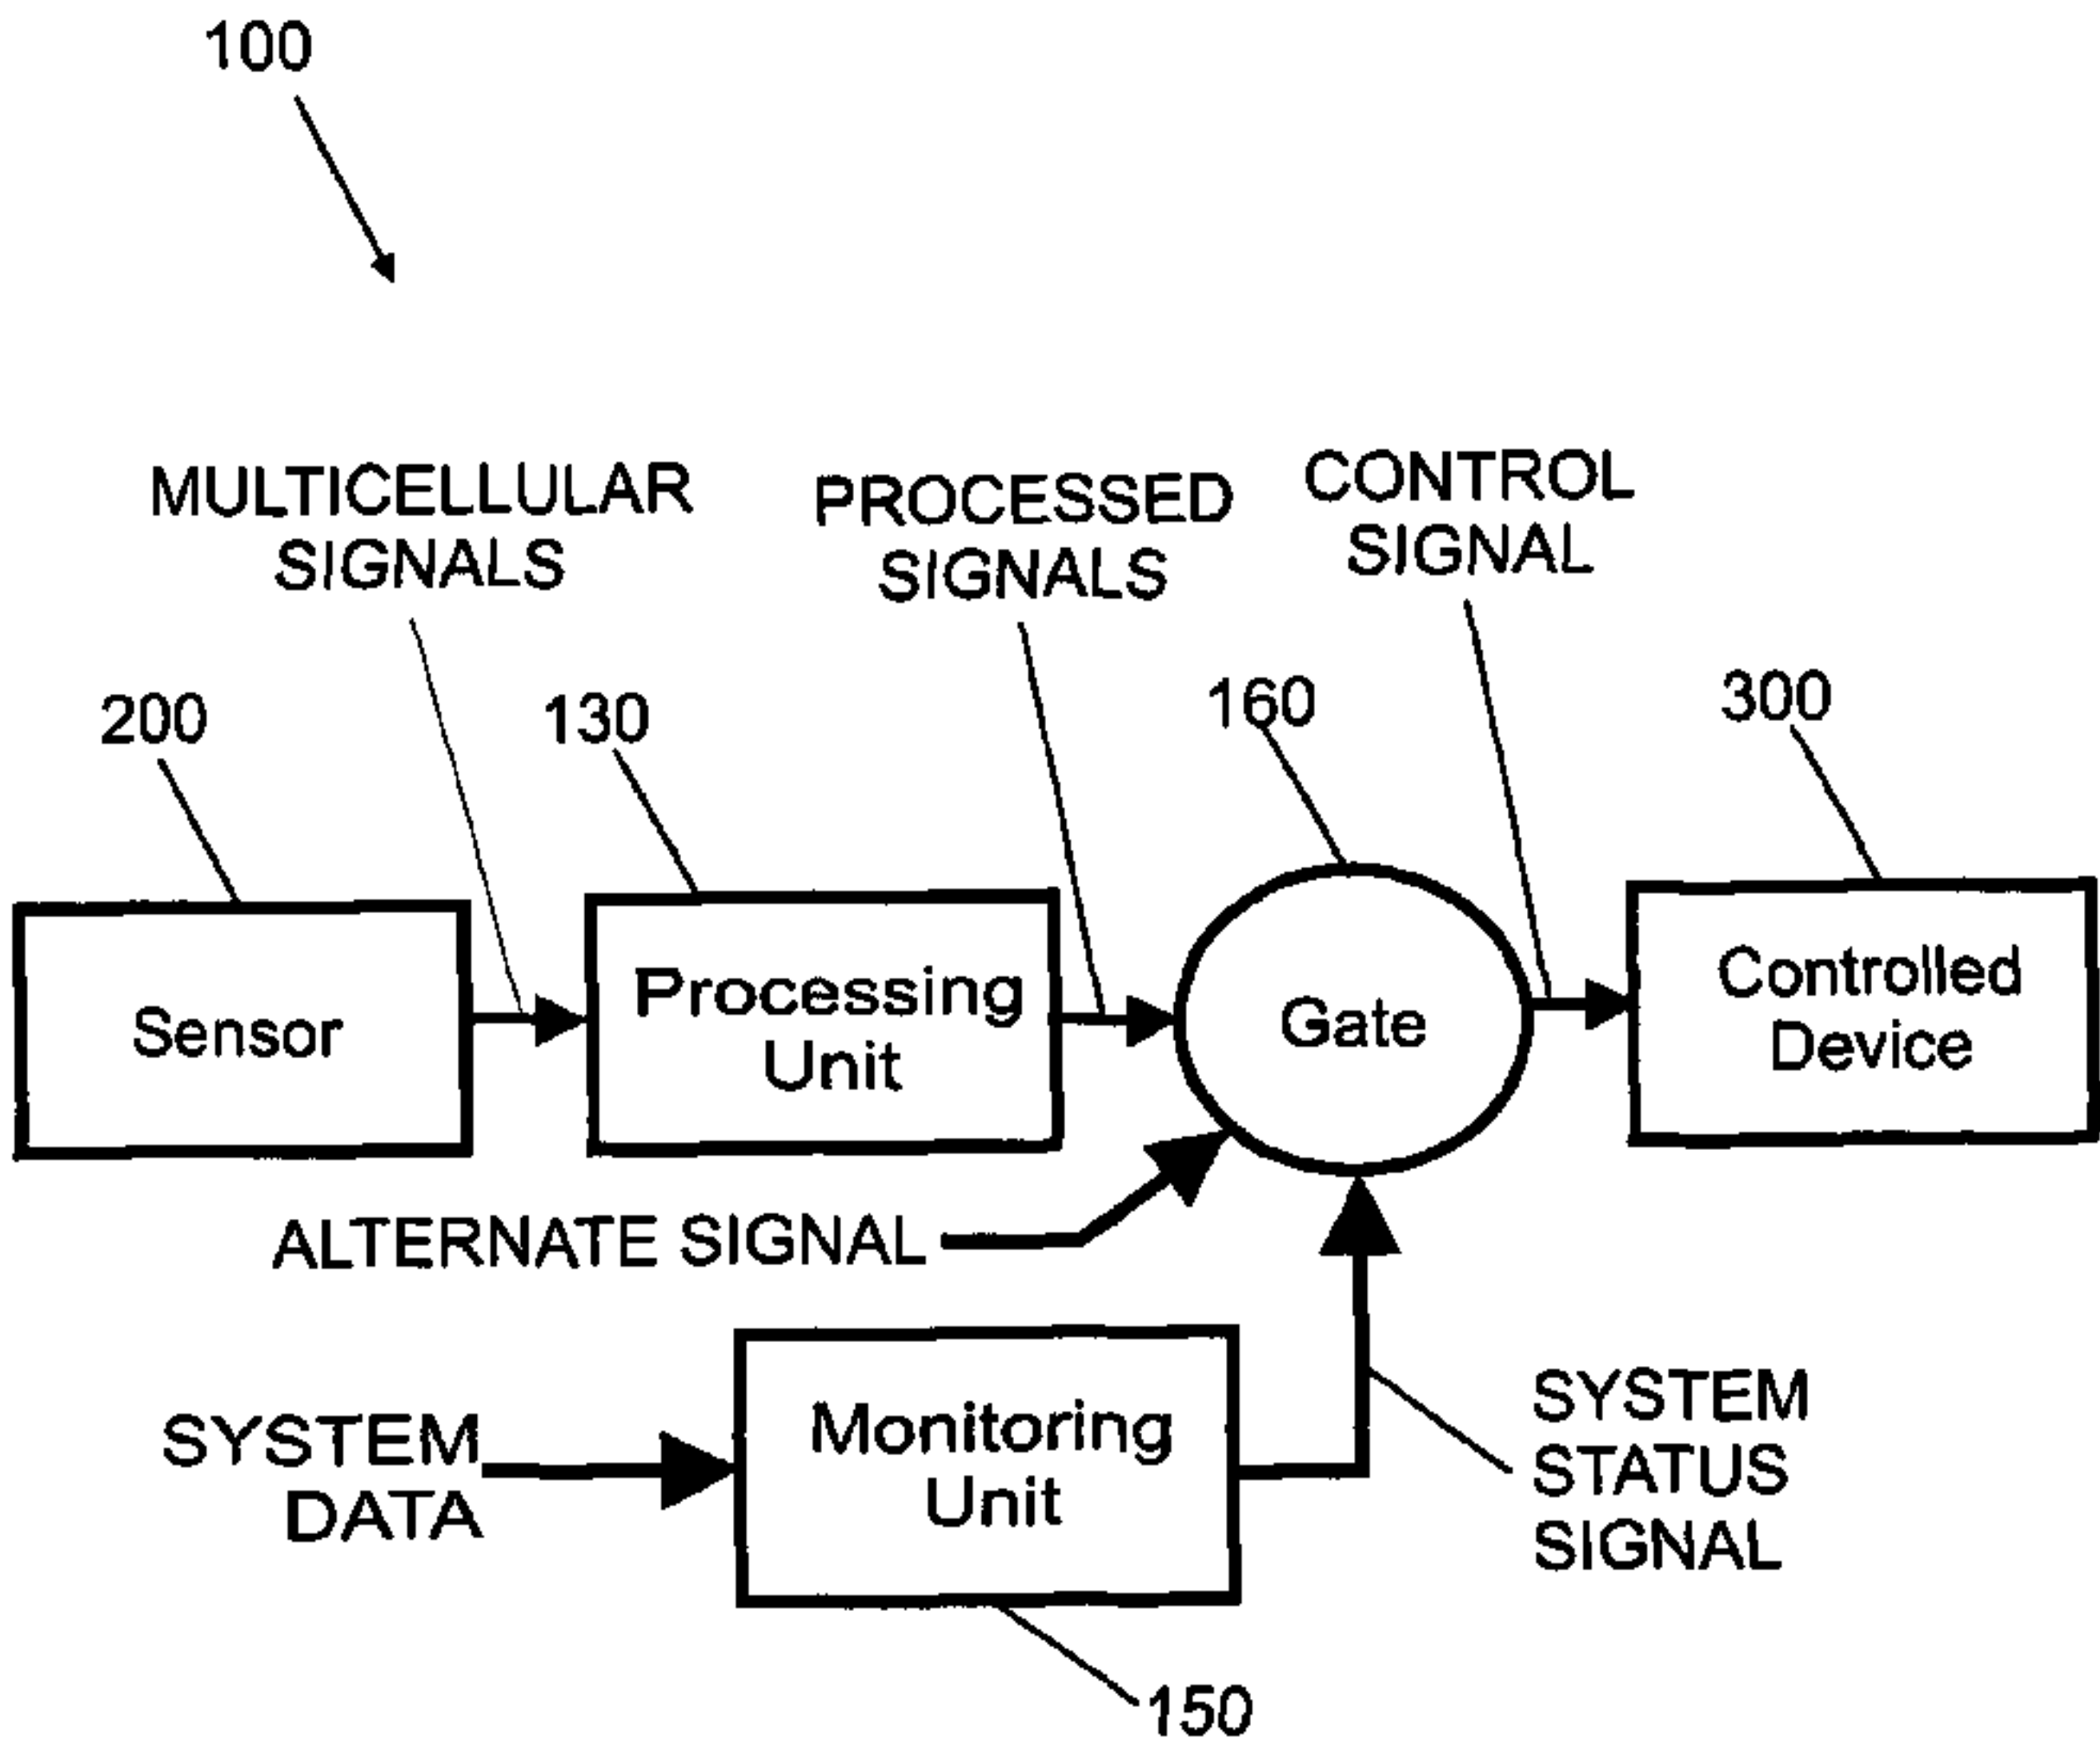 100
MULTICELLULAR
SIGNALS
PROCESSED
SIGNALS
CONTROL
SIGNAL
200
130
160
300
Sensor
Processing
Unit
Gate
Controlled
Device
ALTERNATE SIGNAL
SYSTEM
DATA
Monitoring
Unit
SYSTEM
STATUS
SIGNAL
150